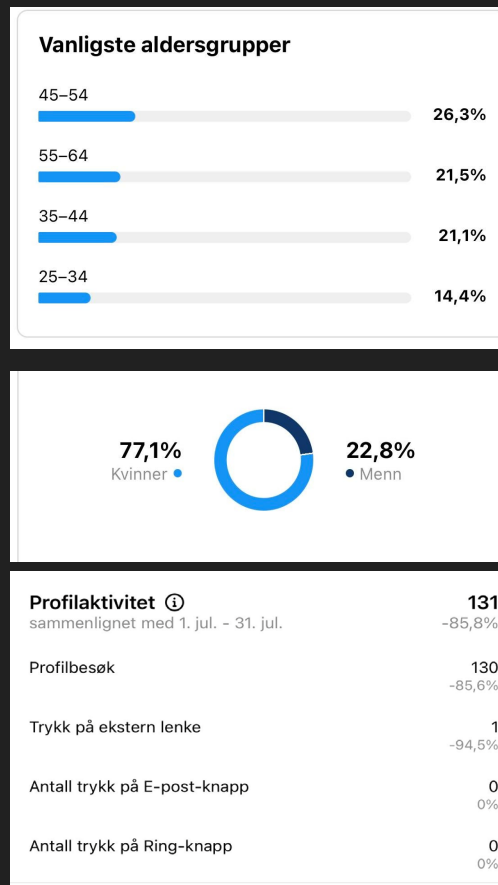 Vanligste aldersgrupper
45–54
26,3%
55–64
21,5%
35–44
21,1%
25–34
14,4%
77,1%
Kvinner
22,8%
Menn
Profilaktivitet 131
sammenlignet med 1. jul. - 31. jul. -85,8%
Profilbesøk 130
-85,6%
Trykk på ekstern lenke 1
-94,5%
Antall trykk på E-post-knapp 0
0%
Antall trykk på Ring-knapp 0
0%